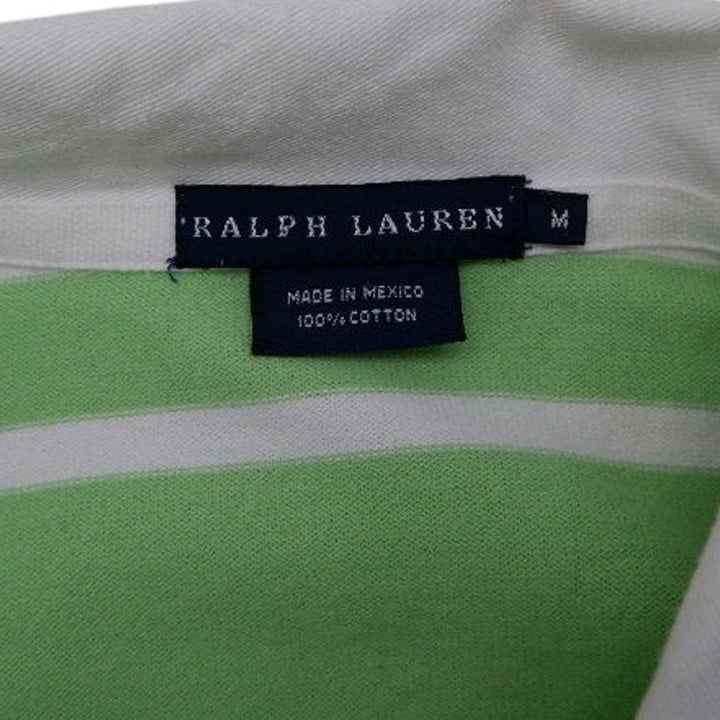 RALPH LAUREN M
MADE IN MEXICO
100% COTTON